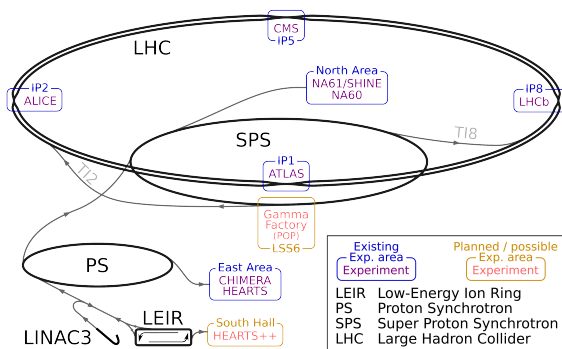 CMS
iP5
LHC
iP2
ALICE
North Area
NA61/SHINE
NA60
iP8
LHCb
SPS
TI8
iP1
ATLAS
TI2
Gamma
Factory
(POP)
LSS6
PS
East Area
CHIMERA
HEARTS
LINAC3
LEIR
South Hall
HEARTS++
Existing
Exp. area
Experiment
Planned / possible
Exp. area
Experiment
LEIR Low-Energy Ion Ring
PS Proton Synchrotron
SPS Super Proton Synchrotron
LHC Large Hadron Collider